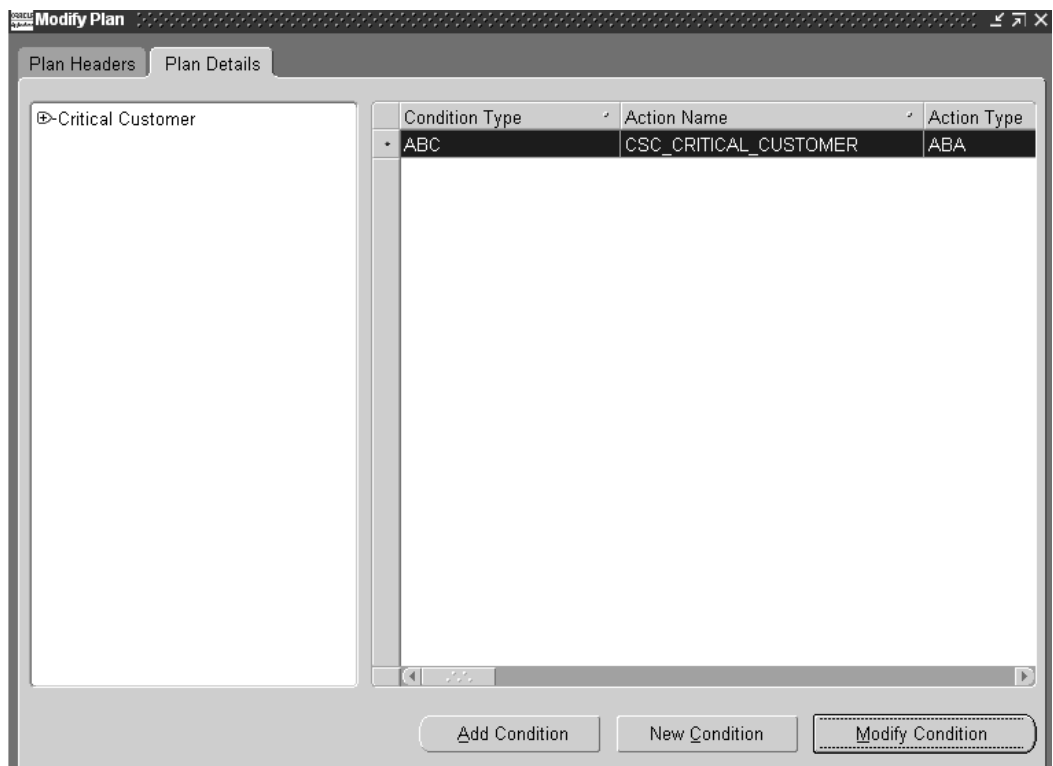 Modify Plan
Plan Headers Plan Details
Critical Customer
Condition Type Action Name Action Type
ABC CSC_CRITICAL_CUSTOMER ABA
Add Condition New Condition Modify Condition